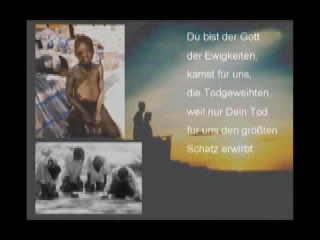 Du bist der Gott
der Ewigkeiten,
kamst für uns,
die Todgeweihten,
weil nur Dein Tod
für uns den größten
Schatz erwirbt